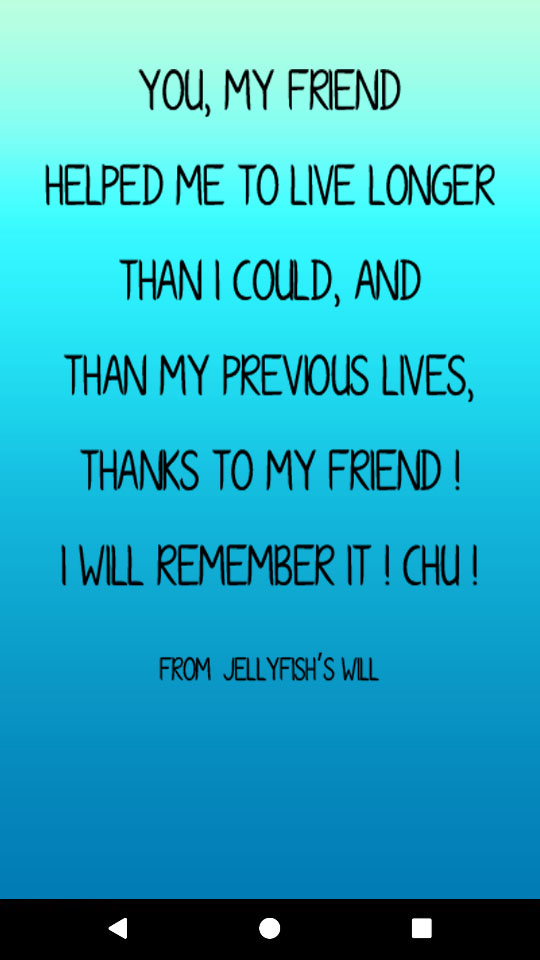 YOU, MY FRIEND
HELPED ME TO LIVE LONGER
THAN I COULD, AND
THAN MY PREVIOUS LIVES,
THANKS TO MY FRIEND !
I WILL REMEMBER IT ! CHU !
FROM JELLYFISH'S WILL